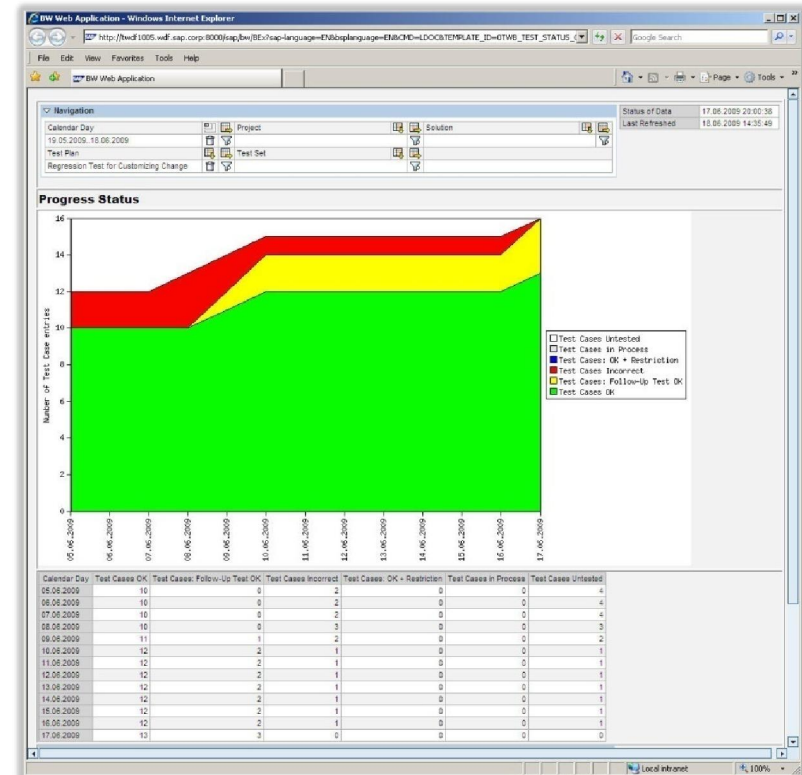 BW Web Application - Windows Internet Explorer
http://twdf1005.wdf.sap.corp:8000/sap/bw/BEx?sap-language=EN&bsplanguage=EN&CMD=LDOC&TEMPLATE_ID=0TWB_TEST_STATUS_ Google Search
File Edit View Favorites Tools Help
BW Web Application Page Tools
Navigation Status of Data 17.06.2009 20:00:38
Calendar Day Project Solution Last Refreshed 18.06.2009 14:35:49
19.05.2009..18.06.2009
Test Plan Test Set
Regression Test for Customizing Change
Progress Status
16
14
12
10
8
6
4
2
0
Number of Test Case entries
Test Cases Untested
Test Cases in Process
Test Cases: OK + Restriction
Test Cases Incorrect
Test Cases: Follow-Up Test OK
Test Cases OK
05.06.2009 06.06.2009 07.06.2009 08.06.2009 09.06.2009 10.06.2009 11.06.2009 12.06.2009 13.06.2009 14.06.2009 15.06.2009 16.06.2009 17.06.2009
Calendar Day Test Cases OK Test Cases: Follow-Up Test OK Test Cases Incorrect Test Cases: OK + Restriction Test Cases in Process Test Cases Untested
05.06.2009 10 0 2 0 0 4
06.06.2009 10 0 2 0 0 4
07.06.2009 10 0 2 0 0 4
08.06.2009 10 0 3 0 0 3
09.06.2009 11 1 2 0 0 2
10.06.2009 12 2 1 0 0 1
11.06.2009 12 2 1 0 0 1
12.06.2009 12 2 1 0 0 1
13.06.2009 12 2 1 0 0 1
14.06.2009 12 2 1 0 0 1
15.06.2009 12 2 1 0 0 1
16.06.2009 12 2 1 0 0 1
17.06.2009 13 3 0 0 0 0
Local intranet 100%